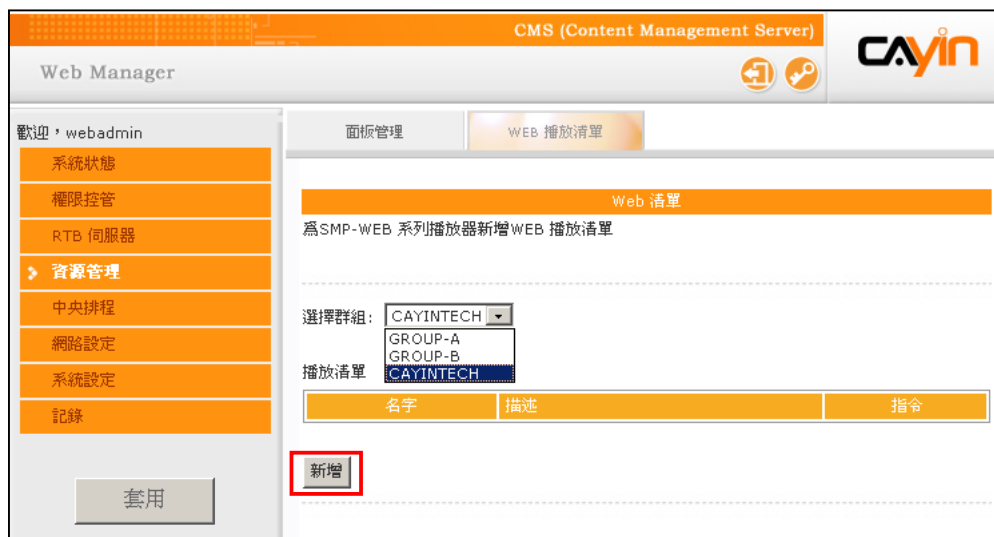 CMS (Content Management Server)
CAyin
Web Manager
歡迎，webadmin
系統狀態
權限控管
RTB 伺服器
資源管理
中央排程
網路設定
系統設定
記錄
套用
面板管理
WEB 播放清單
Web 清單
為SMP-WEB 系列播放器新增WEB 播放清單
選擇群組: CAYINTECH
GROUP-A
GROUP-B
CAYINTECH
播放清單
名字 描述 指令
新增